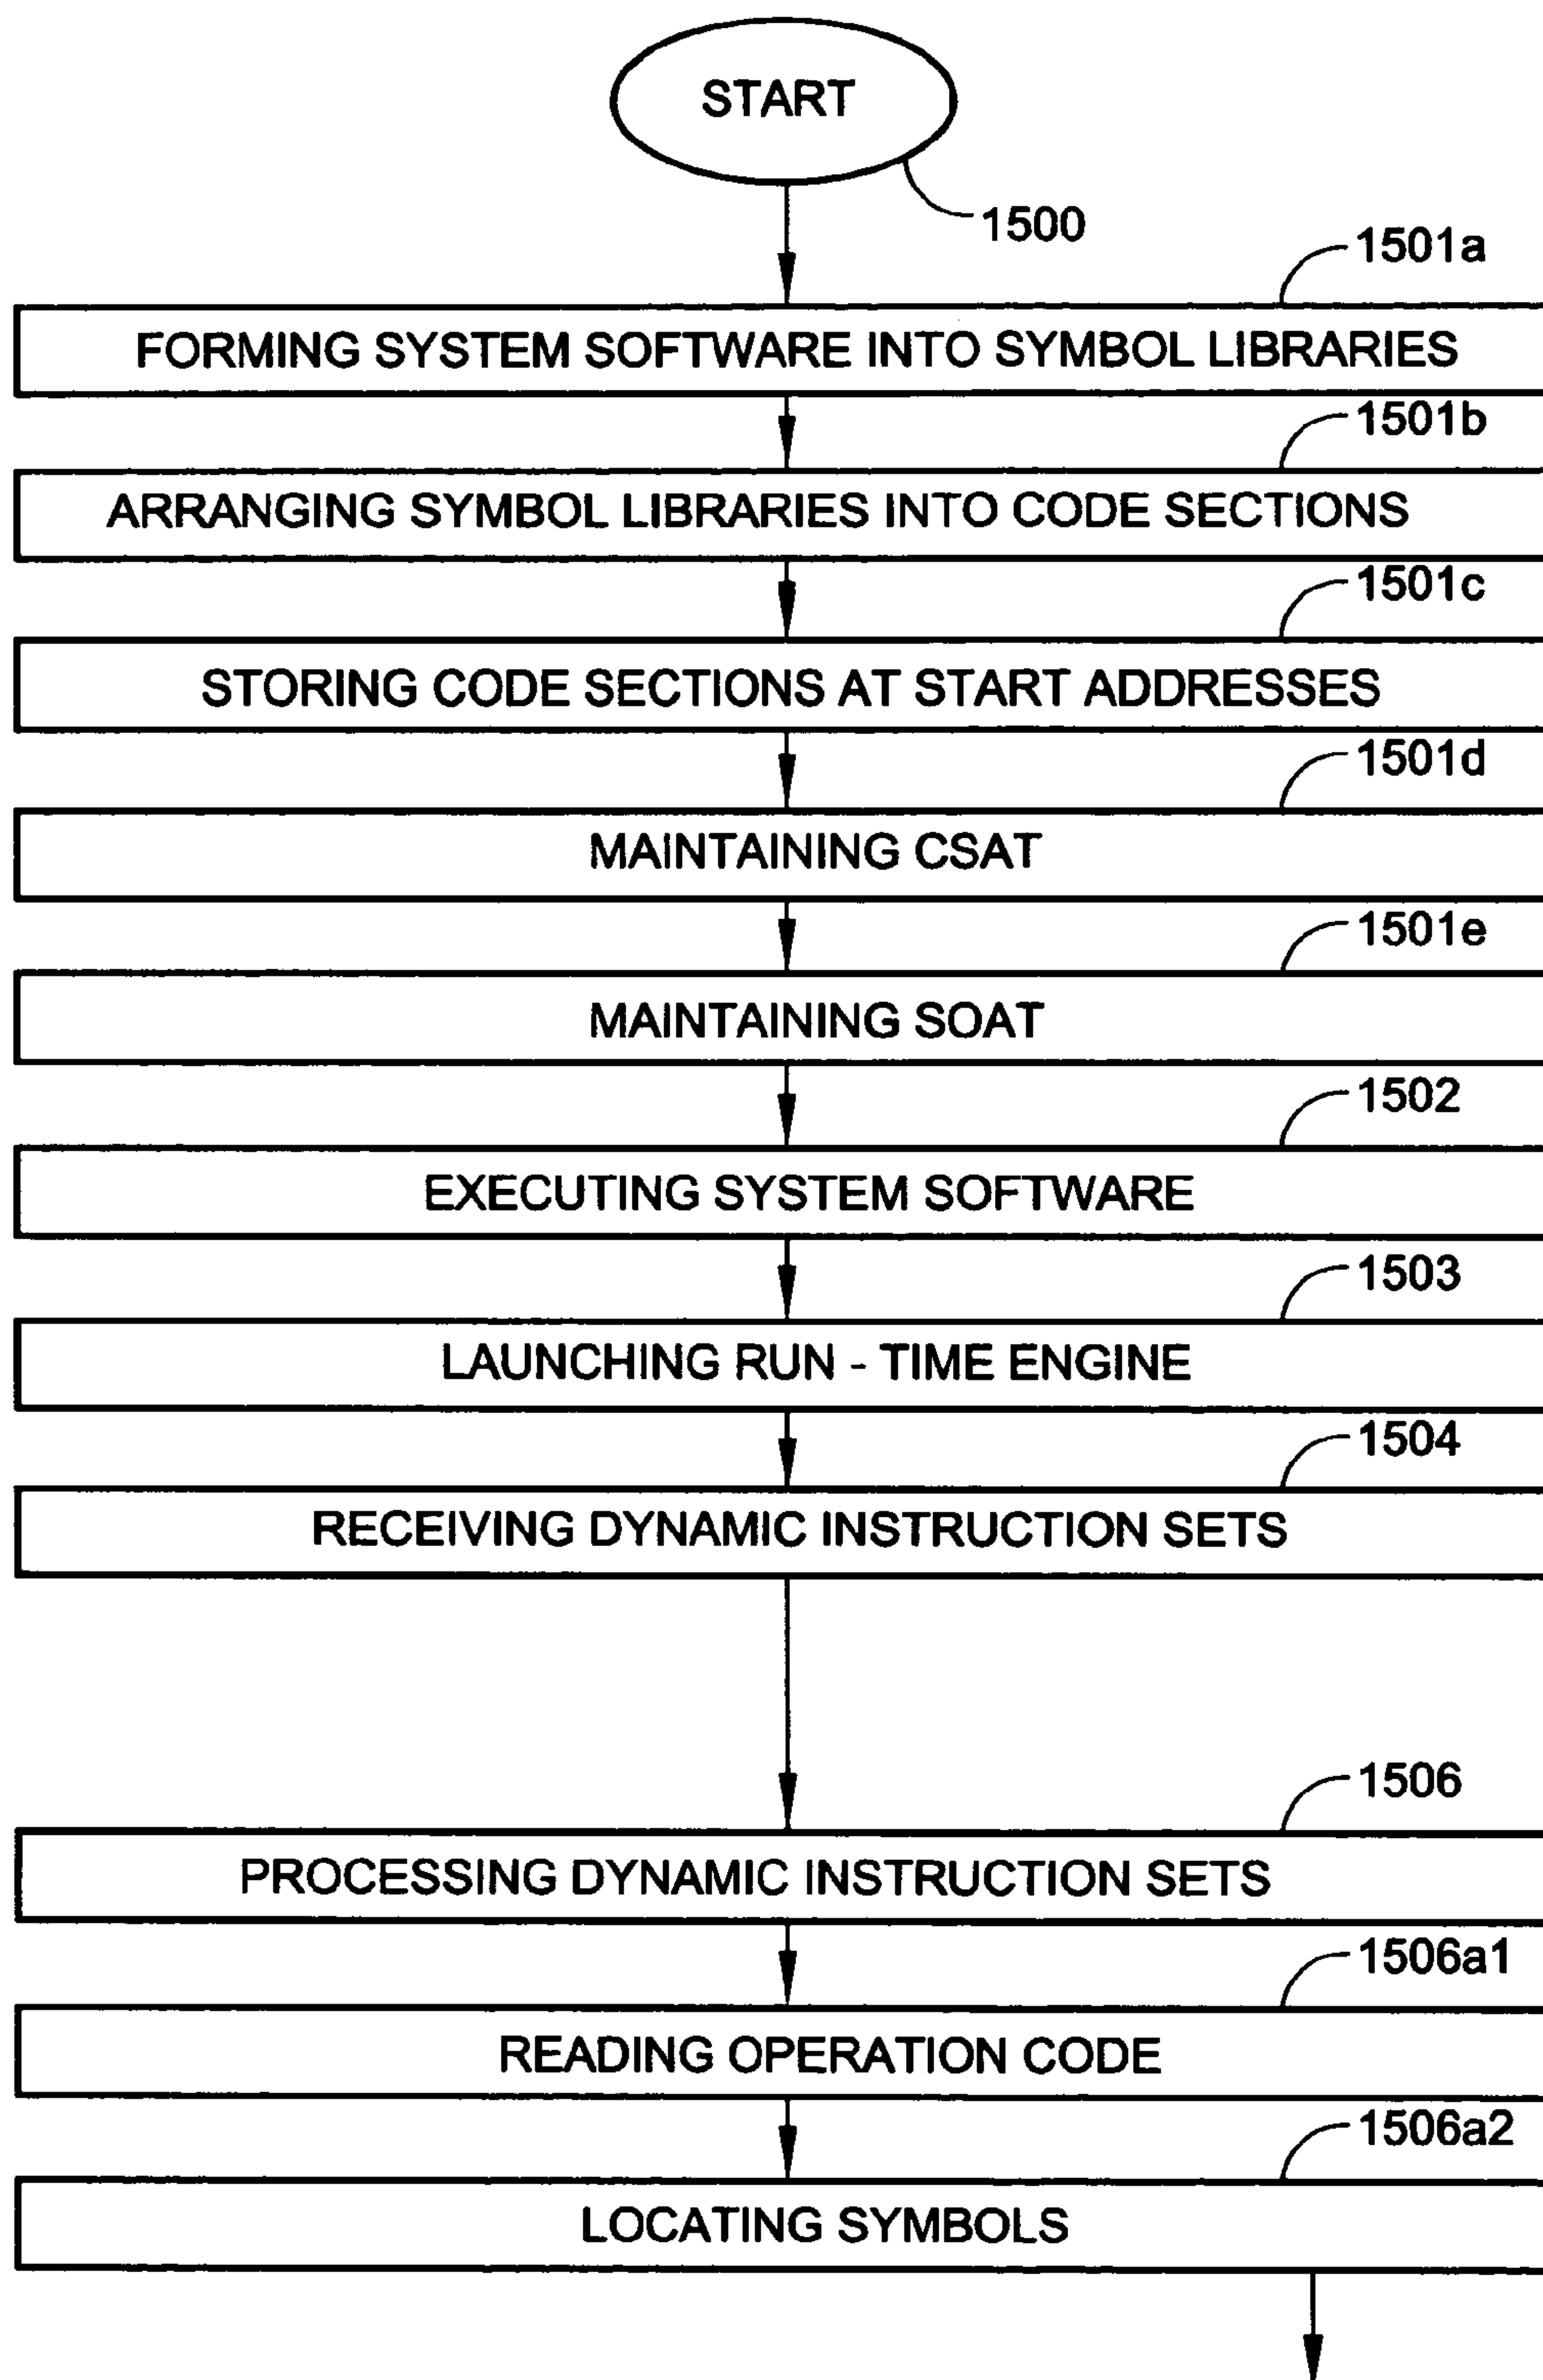 START
1500
1501a
FORMING SYSTEM SOFTWARE INTO SYMBOL LIBRARIES
1501b
ARRANGING SYMBOL LIBRARIES INTO CODE SECTIONS
1501c
STORING CODE SECTIONS AT START ADDRESSES
1501d
MAINTAINING CSAT
1501e
MAINTAINING SOAT
1502
EXECUTING SYSTEM SOFTWARE
1503
LAUNCHING RUN - TIME ENGINE
1504
RECEIVING DYNAMIC INSTRUCTION SETS
1506
PROCESSING DYNAMIC INSTRUCTION SETS
1506a1
READING OPERATION CODE
1506a2
LOCATING SYMBOLS